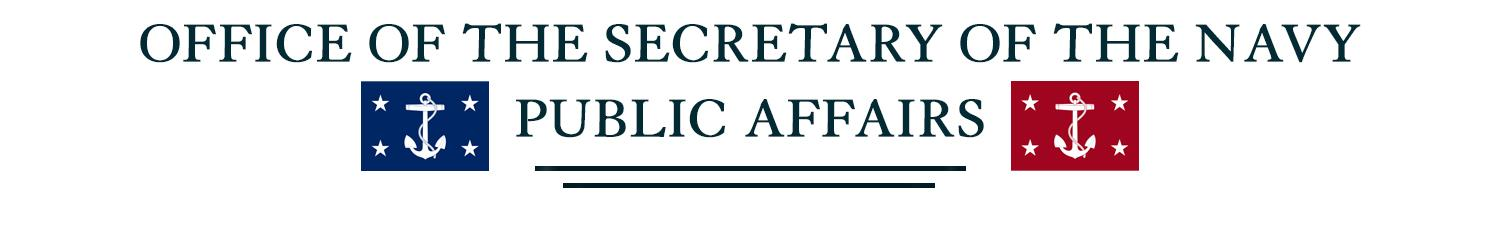 OFFICE OF THE SECRETARY OF THE NAVY
PUBLIC AFFAIRS